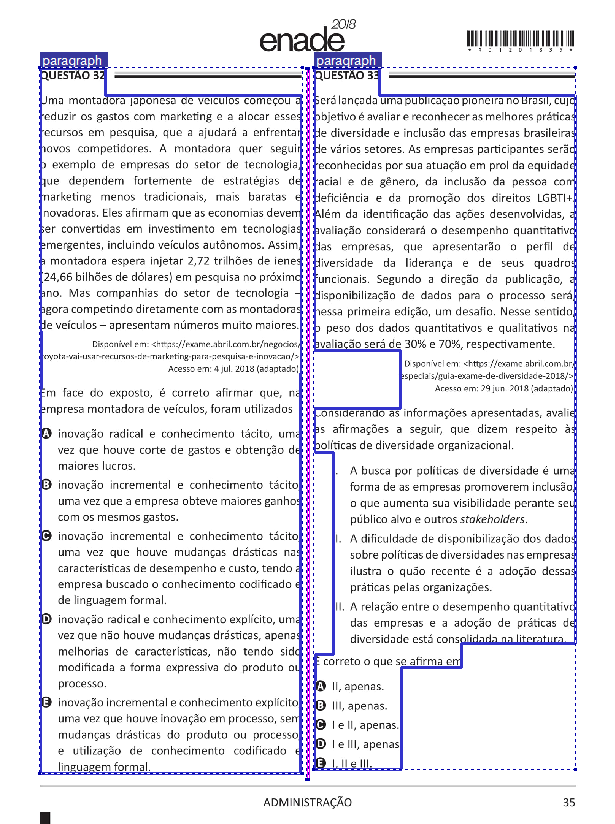 enade2018
*R35201839*
paragraph
QUESTÃO 32
Uma montadora japonesa de veículos começou a
reduzir os gastos com marketing e a alocar esses
recursos em pesquisa, que a ajudará a enfrentar
novos competidores. A montadora quer seguir
o exemplo de empresas do setor de tecnologia,
que dependem fortemente de estratégias de
marketing menos tradicionais, mais baratas e
inovadoras. Eles afirmam que as economias devem
ser convertidas em investimento em tecnologias
emergentes, incluindo veículos autônomos. Assim,
a montadora espera injetar 2,72 trilhões de ienes
(24,66 bilhões de dólares) em pesquisa no próximo
ano. Mas companhias do setor de tecnologia –
agora competindo diretamente com as montadoras
de veículos – apresentam números muito maiores.
Disponível em: <https://exame.abril.com.br/negocios/
toyota-vai-usar-recursos-de-marketing-para-pesquisa-e-inovacao/>
Acesso em: 4 jul. 2018 (adaptado)
Em face do exposto, é correto afirmar que, na
empresa montadora de veículos, foram utilizados
A inovação radical e conhecimento tácito, uma
vez que houve corte de gastos e obtenção de
maiores lucros.
B inovação incremental e conhecimento tácito,
uma vez que a empresa obteve maiores ganhos
com os mesmos gastos.
C inovação incremental e conhecimento tácito,
uma vez que houve mudanças drásticas nas
características de desempenho e custo, tendo a
empresa buscado o conhecimento codificado e
de linguagem formal.
D inovação radical e conhecimento explícito, uma
vez que não houve mudanças drásticas, apenas
melhorias de características, não tendo sido
modificada a forma expressiva do produto ou
processo.
E inovação incremental e conhecimento explícito,
uma vez que houve inovação em processo, sem
mudanças drásticas do produto ou processo,
e utilização de conhecimento codificado e
linguagem formal.
paragraph
QUESTÃO 33
Será lançada uma publicação pioneira no Brasil, cujo
objetivo é avaliar e reconhecer as melhores práticas
de diversidade e inclusão das empresas brasileiras
de vários setores. As empresas participantes serão
reconhecidas por sua atuação em prol da equidade
racial e de gênero, da inclusão da pessoa com
deficiência e da promoção dos direitos LGBTI+.
Além da identificação das ações desenvolvidas, a
avaliação considerará o desempenho quantitativo
das empresas, que apresentarão o perfil de
diversidade da liderança e de seus quadros
funcionais. Segundo a direção da publicação, a
disponibilização de dados para o processo será,
nessa primeira edição, um desafio. Nesse sentido,
o peso dos dados quantitativos e qualitativos na
avaliação será de 30% e 70%, respectivamente.
Disponível em: <https://exame.abril.com.br/
especiais/guia-exame-de-diversidade-2018/>
Acesso em: 29 jun. 2018 (adaptado)
Considerando as informações apresentadas, avalie
as afirmações a seguir, que dizem respeito às
políticas de diversidade organizacional.
I. A busca por políticas de diversidade é uma
forma de as empresas promoverem inclusão,
o que aumenta sua visibilidade perante seu
público alvo e outros stakeholders.
II. A dificuldade de disponibilização dos dados
sobre políticas de diversidades nas empresas
ilustra o quão recente é a adoção dessas
práticas pelas organizações.
III. A relação entre o desempenho quantitativo
das empresas e a adoção de práticas de
diversidade está consolidada na literatura.
É correto o que se afirma em
A II, apenas.
B III, apenas.
C I e II, apenas.
D I e III, apenas
E I, II e III.
ADMINISTRAÇÃO
35